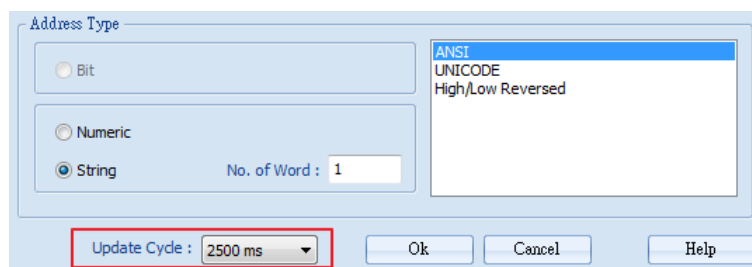 Address Type
Bit
Numeric
String No. of Word : 1
ANSI
UNICODE
High/Low Reversed
Update Cycle : 2500 ms Ok Cancel Help